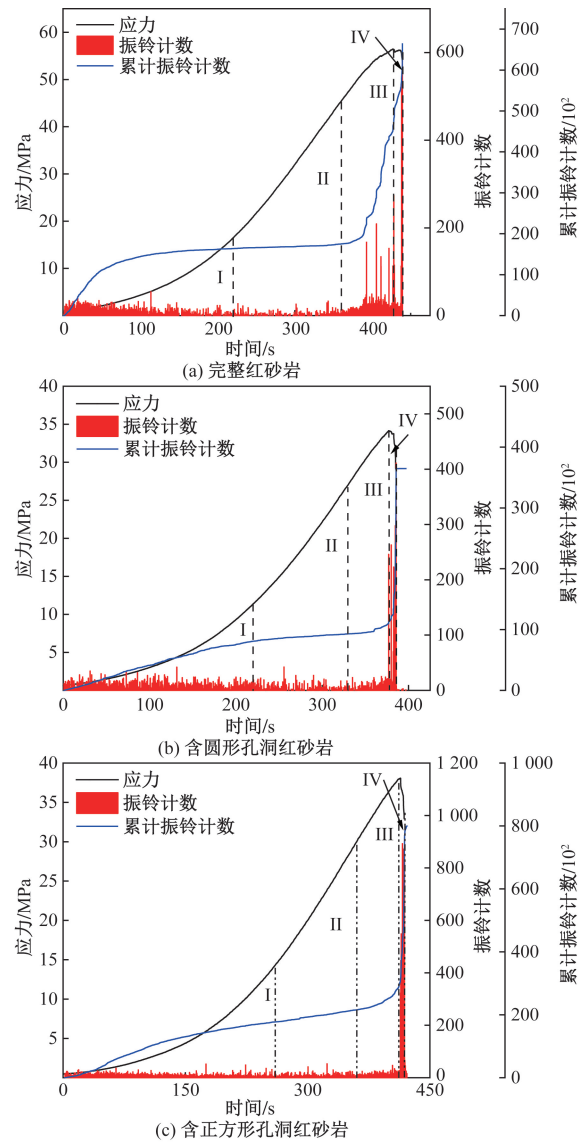 应力
振铃计数
累计振铃计数
I
II
III
IV
60
50
40
30
20
10
应力/MPa
600
400
200
0
振铃计数
700
600
500
400
300
200
100
0
累计振铃计数/10²
0
100
200
300
400
时间/s
(a) 完整红砂岩
应力
振铃计数
累计振铃计数
I
II
III
IV
40
35
30
25
20
15
10
5
应力/MPa
500
400
300
200
100
0
振铃计数
500
400
300
200
100
0
累计振铃计数/10²
0
100
200
300
400
时间/s
(b) 含圆形孔洞红砂岩
应力
振铃计数
累计振铃计数
I
II
III
IV
40
35
30
25
20
15
10
5
应力/MPa
1 200
1 000
800
600
400
200
0
振铃计数
1 000
800
600
400
200
0
累计振铃计数/10²
0
150
300
450
时间/s
(c) 含正方形孔洞红砂岩